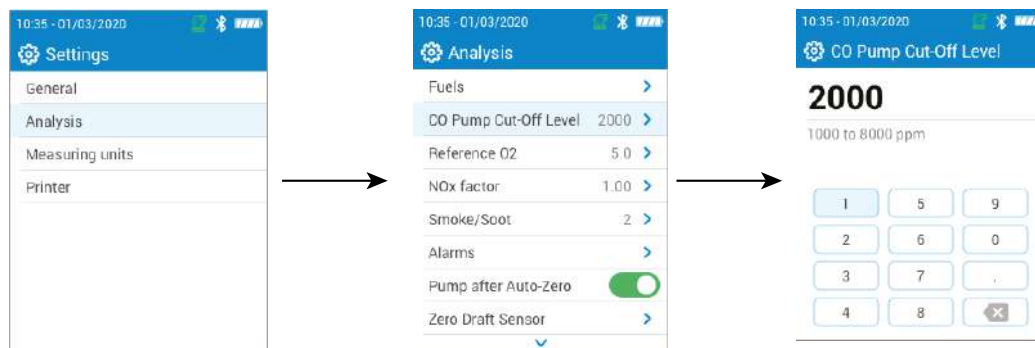 10:35 - 01/03/2020
Settings
General
Analysis
Measuring units
Printer
10:35 - 01/03/2020
Analysis
Fuels
CO Pump Cut-Off Level 2000
Reference O2 5.0
NOx factor 1.00
Smoke/Soot 2
Alarms
Pump after Auto-Zero
Zero Draft Sensor
10:35 - 01/03/2020
CO Pump Cut-Off Level
2000
1000 to 8000 ppm
1 5 9
2 6 0
3 7 .
4 8